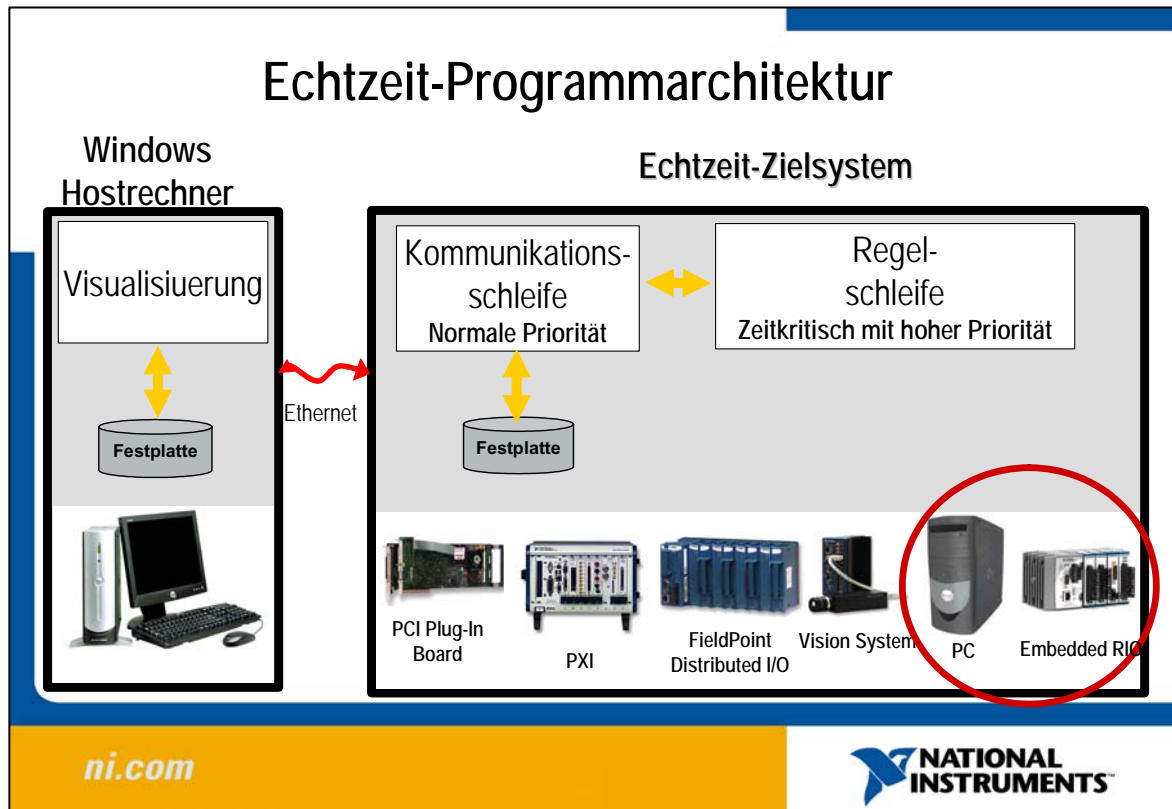 Echtzeit-Programmarchitektur
Windows
Hostrechner
Echtzeit-Zielsystem
Visualisiuerung
Festplatte
Ethernet
Kommunikations-
schleife
Normale Priorität
Regel-
schleife
Zeitkritisch mit hoher Priorität
Festplatte
PCI Plug-In
Board
PXI
FieldPoint
Distributed I/O
Vision System
PC
Embedded RIO
ni.com
NATIONAL
INSTRUMENTS™